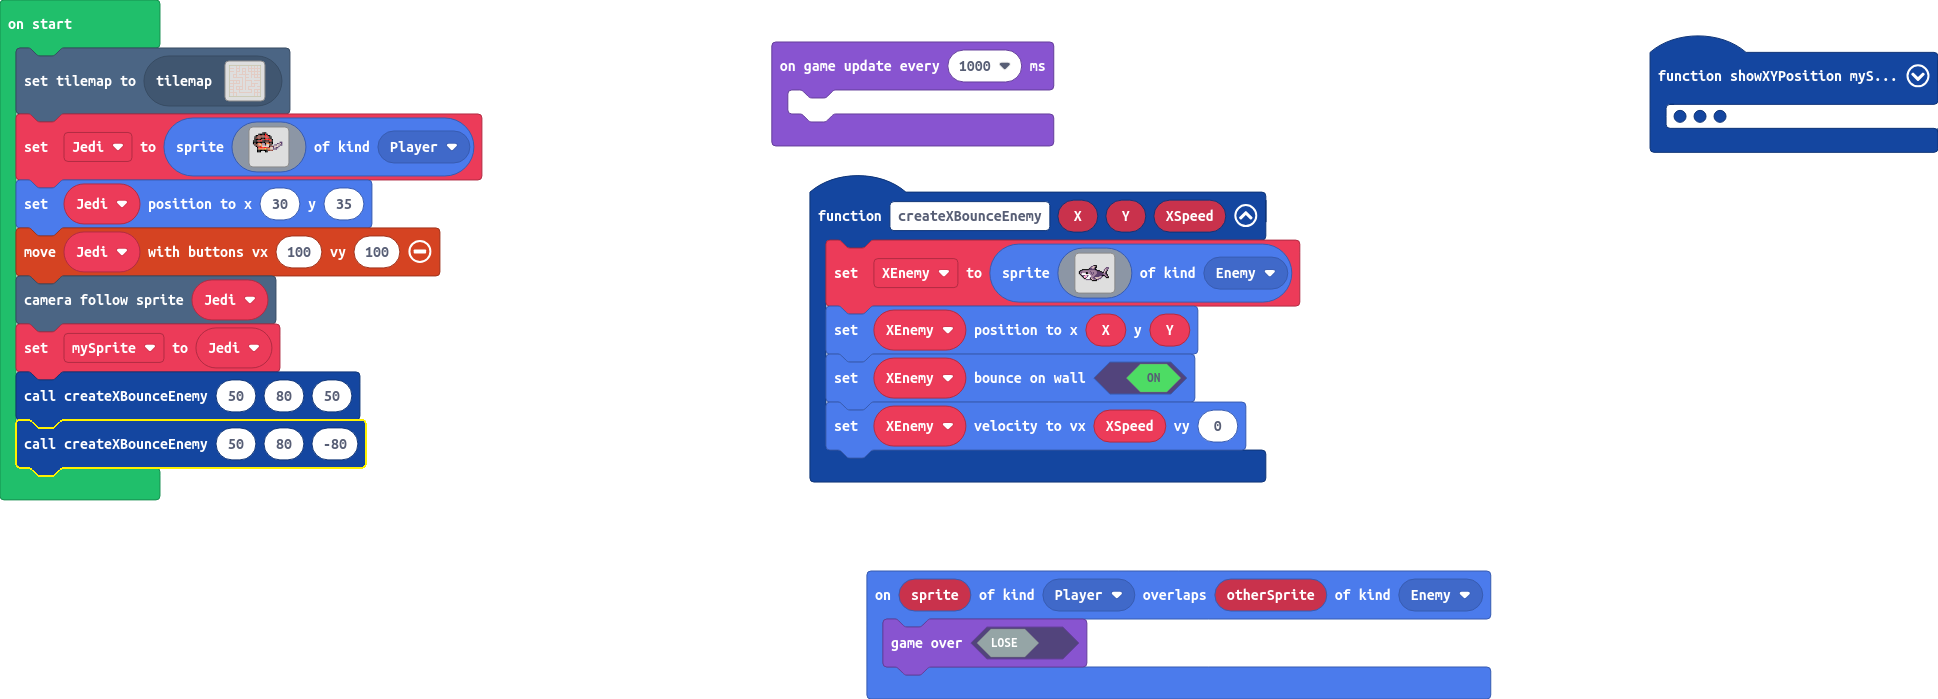 on start
set tilemap to tilemap
set Jedi to sprite of kind Player
set Jedi position to x 30 y 35
move Jedi with buttons vx 100 vy 100
camera follow sprite Jedi
set mySprite to Jedi
call createXBounceEnemy 50 80 50
call createXBounceEnemy 50 80 -80
on game update every 1000 ms
function createXBounceEnemy X Y XSpeed
set XEnemy to sprite of kind Enemy
set XEnemy position to x X y Y
set XEnemy bounce on wall ON
set XEnemy velocity to vx XSpeed vy 0
on sprite of kind Player overlaps otherSprite of kind Enemy
game over LOSE
function showXYPosition myS...